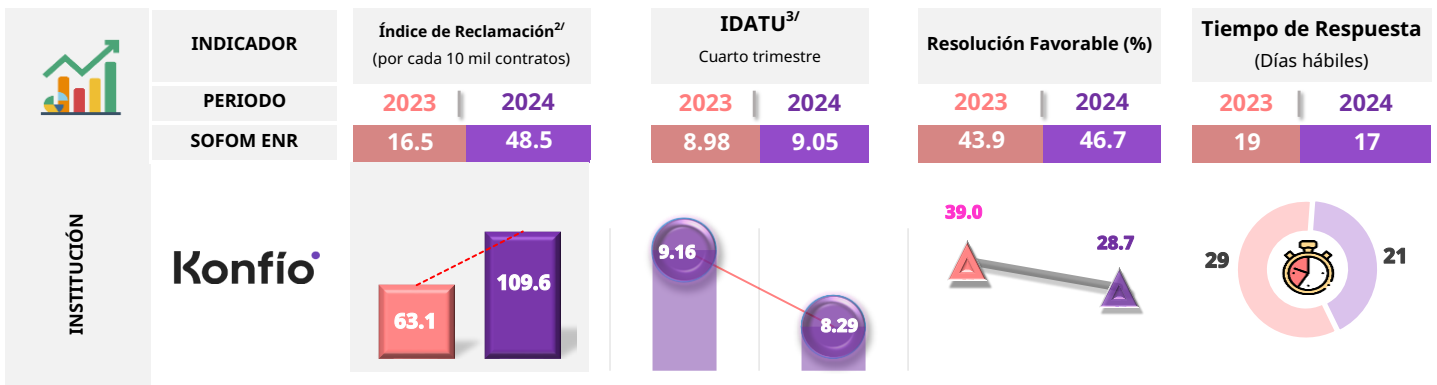 INDICADOR
Índice de Reclamación2/
(por cada 10 mil contratos)
IDATU3/
Cuarto trimestre
Resolución Favorable (%)
Tiempo de Respuesta
(Días hábiles)
PERIODO
2023 2024
2023 2024
2023 2024
2023 2024
SOFOM ENR
16.5 48.5
8.98 9.05
43.9 46.7
19 17
INSTITUCIÓN
Konfío
63.1
109.6
9.16
8.29
39.0
28.7
29
21